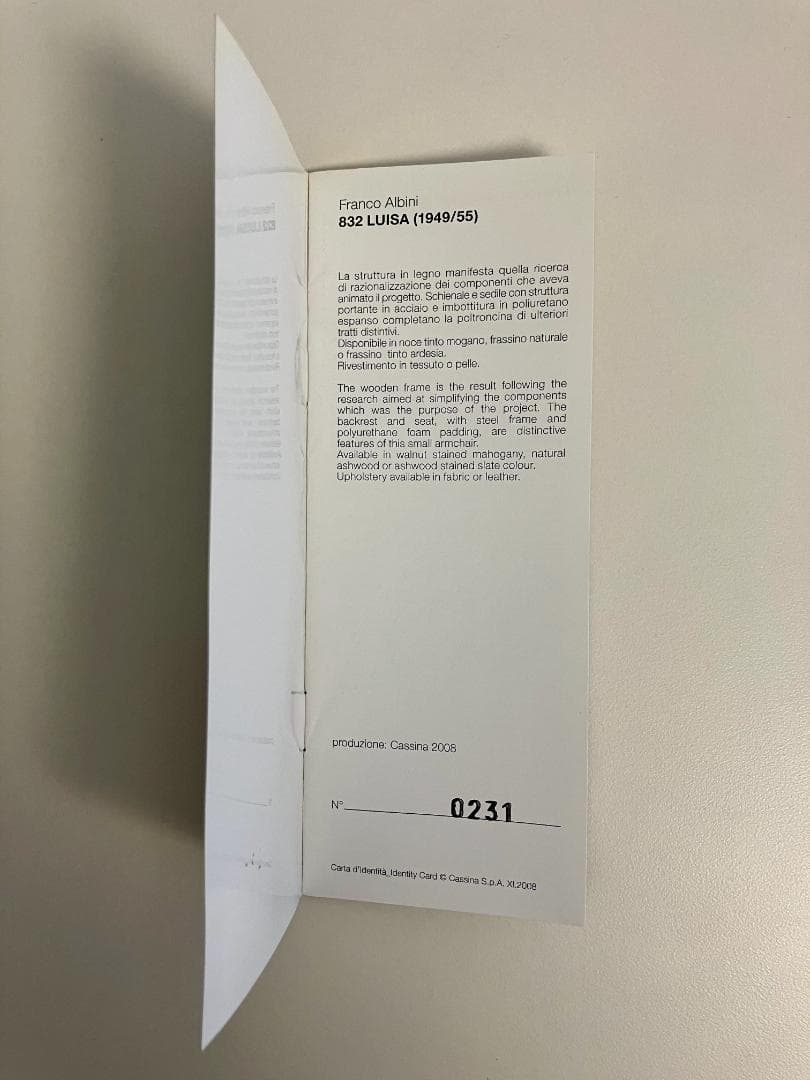 Franco Albini
832 LUISA (1949/55)
La struttura in legno manifesta quella ricerca
di razionalizzazione dei componenti che aveva
animato il progetto. Schienale e sedile con struttura
portante in acciaio e imbottitura in poliuretano
espanso completano la poltroncina di ulteriori
tratti distintivi.
Disponibile in noce tinto mogano, frassino naturale
o frassino tinto ardesia.
Rivestimento in tessuto o pelle.
The wooden frame is the result following the
research aimed at simplifying the components
which was the purpose of the project. The
backrest and seat, with steel frame and
polyurethane foam padding, are distinctive
features of this small armchair.
Available in walnut stained mahogany, natural
ashwood or ashwood stained slate colour.
Upholstery available in fabric or leather.
produzione: Cassina 2008
N° 0231
Carta d'Identità_Identity Card © Cassina S.p.A. XI.2008